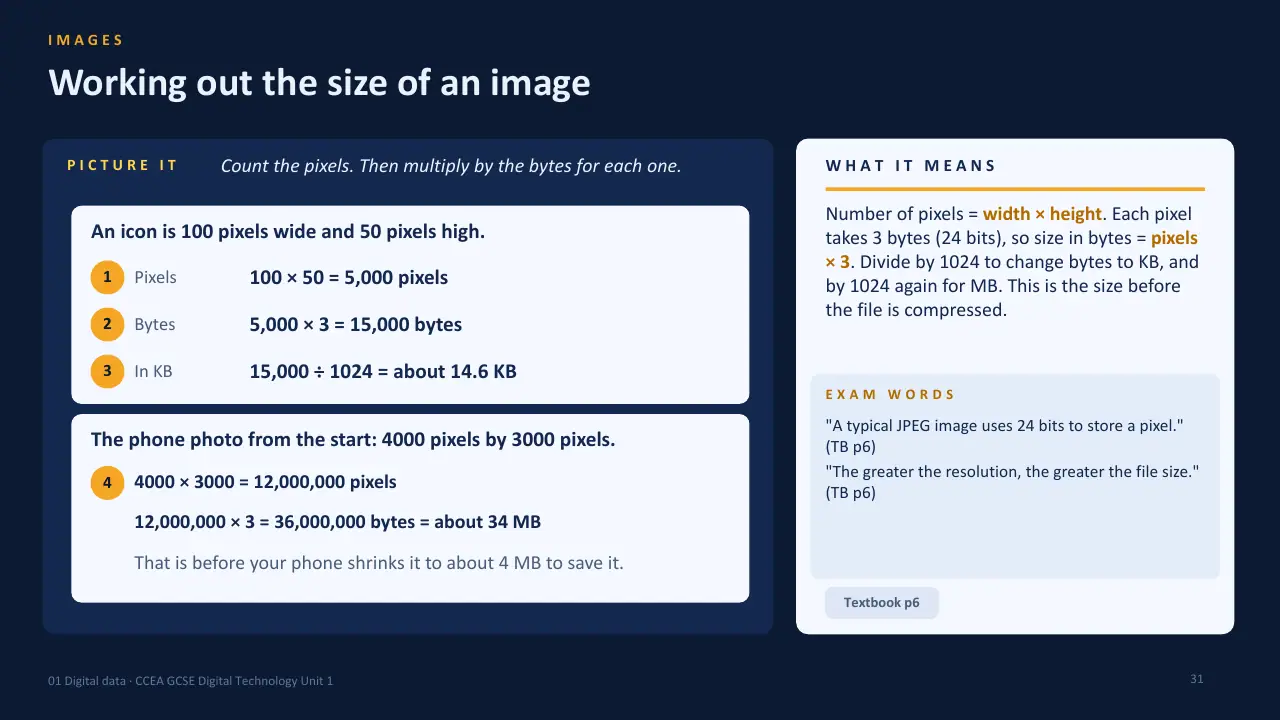 IMAGES
Working out the size of an image
PICTURE IT
Count the pixels. Then multiply by the bytes for each one.
An icon is 100 pixels wide and 50 pixels high.
1 Pixels 100 × 50 = 5,000 pixels
2 Bytes 5,000 × 3 = 15,000 bytes
3 In KB 15,000 ÷ 1024 = about 14.6 KB
The phone photo from the start: 4000 pixels by 3000 pixels.
4 4000 × 3000 = 12,000,000 pixels
12,000,000 × 3 = 36,000,000 bytes = about 34 MB
That is before your phone shrinks it to about 4 MB to save it.
WHAT IT MEANS
Number of pixels = width × height. Each pixel
takes 3 bytes (24 bits), so size in bytes = pixels
× 3. Divide by 1024 to change bytes to KB, and
by 1024 again for MB. This is the size before
the file is compressed.
EXAM WORDS
"A typical JPEG image uses 24 bits to store a pixel."
(TB p6)
"The greater the resolution, the greater the file size."
(TB p6)
Textbook p6
01 Digital data · CCEA GCSE Digital Technology Unit 1
31